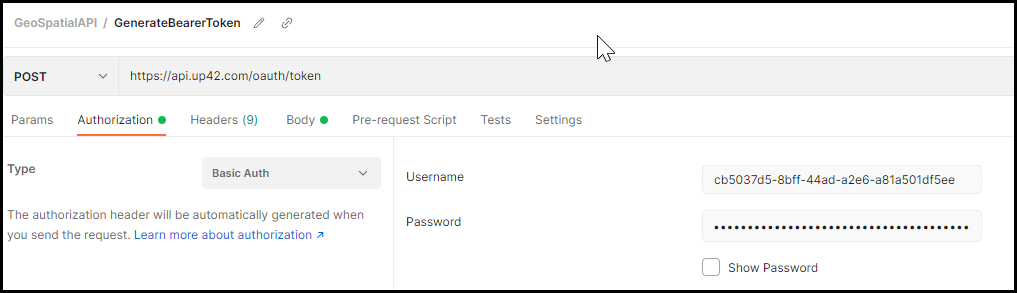 GeoSpatialAPI / GenerateBearerToken
POST https://api.up42.com/oauth/token
Params Authorization Headers (9) Body Pre-request Script Tests Settings
Type Basic Auth
The authorization header will be automatically generated when
you send the request. Learn more about authorization ↗
Username cb5037d5-8bff-44ad-a2e6-a81a501df5ee
Password ••••••••••••••••••••••••••••••••••••
Show Password